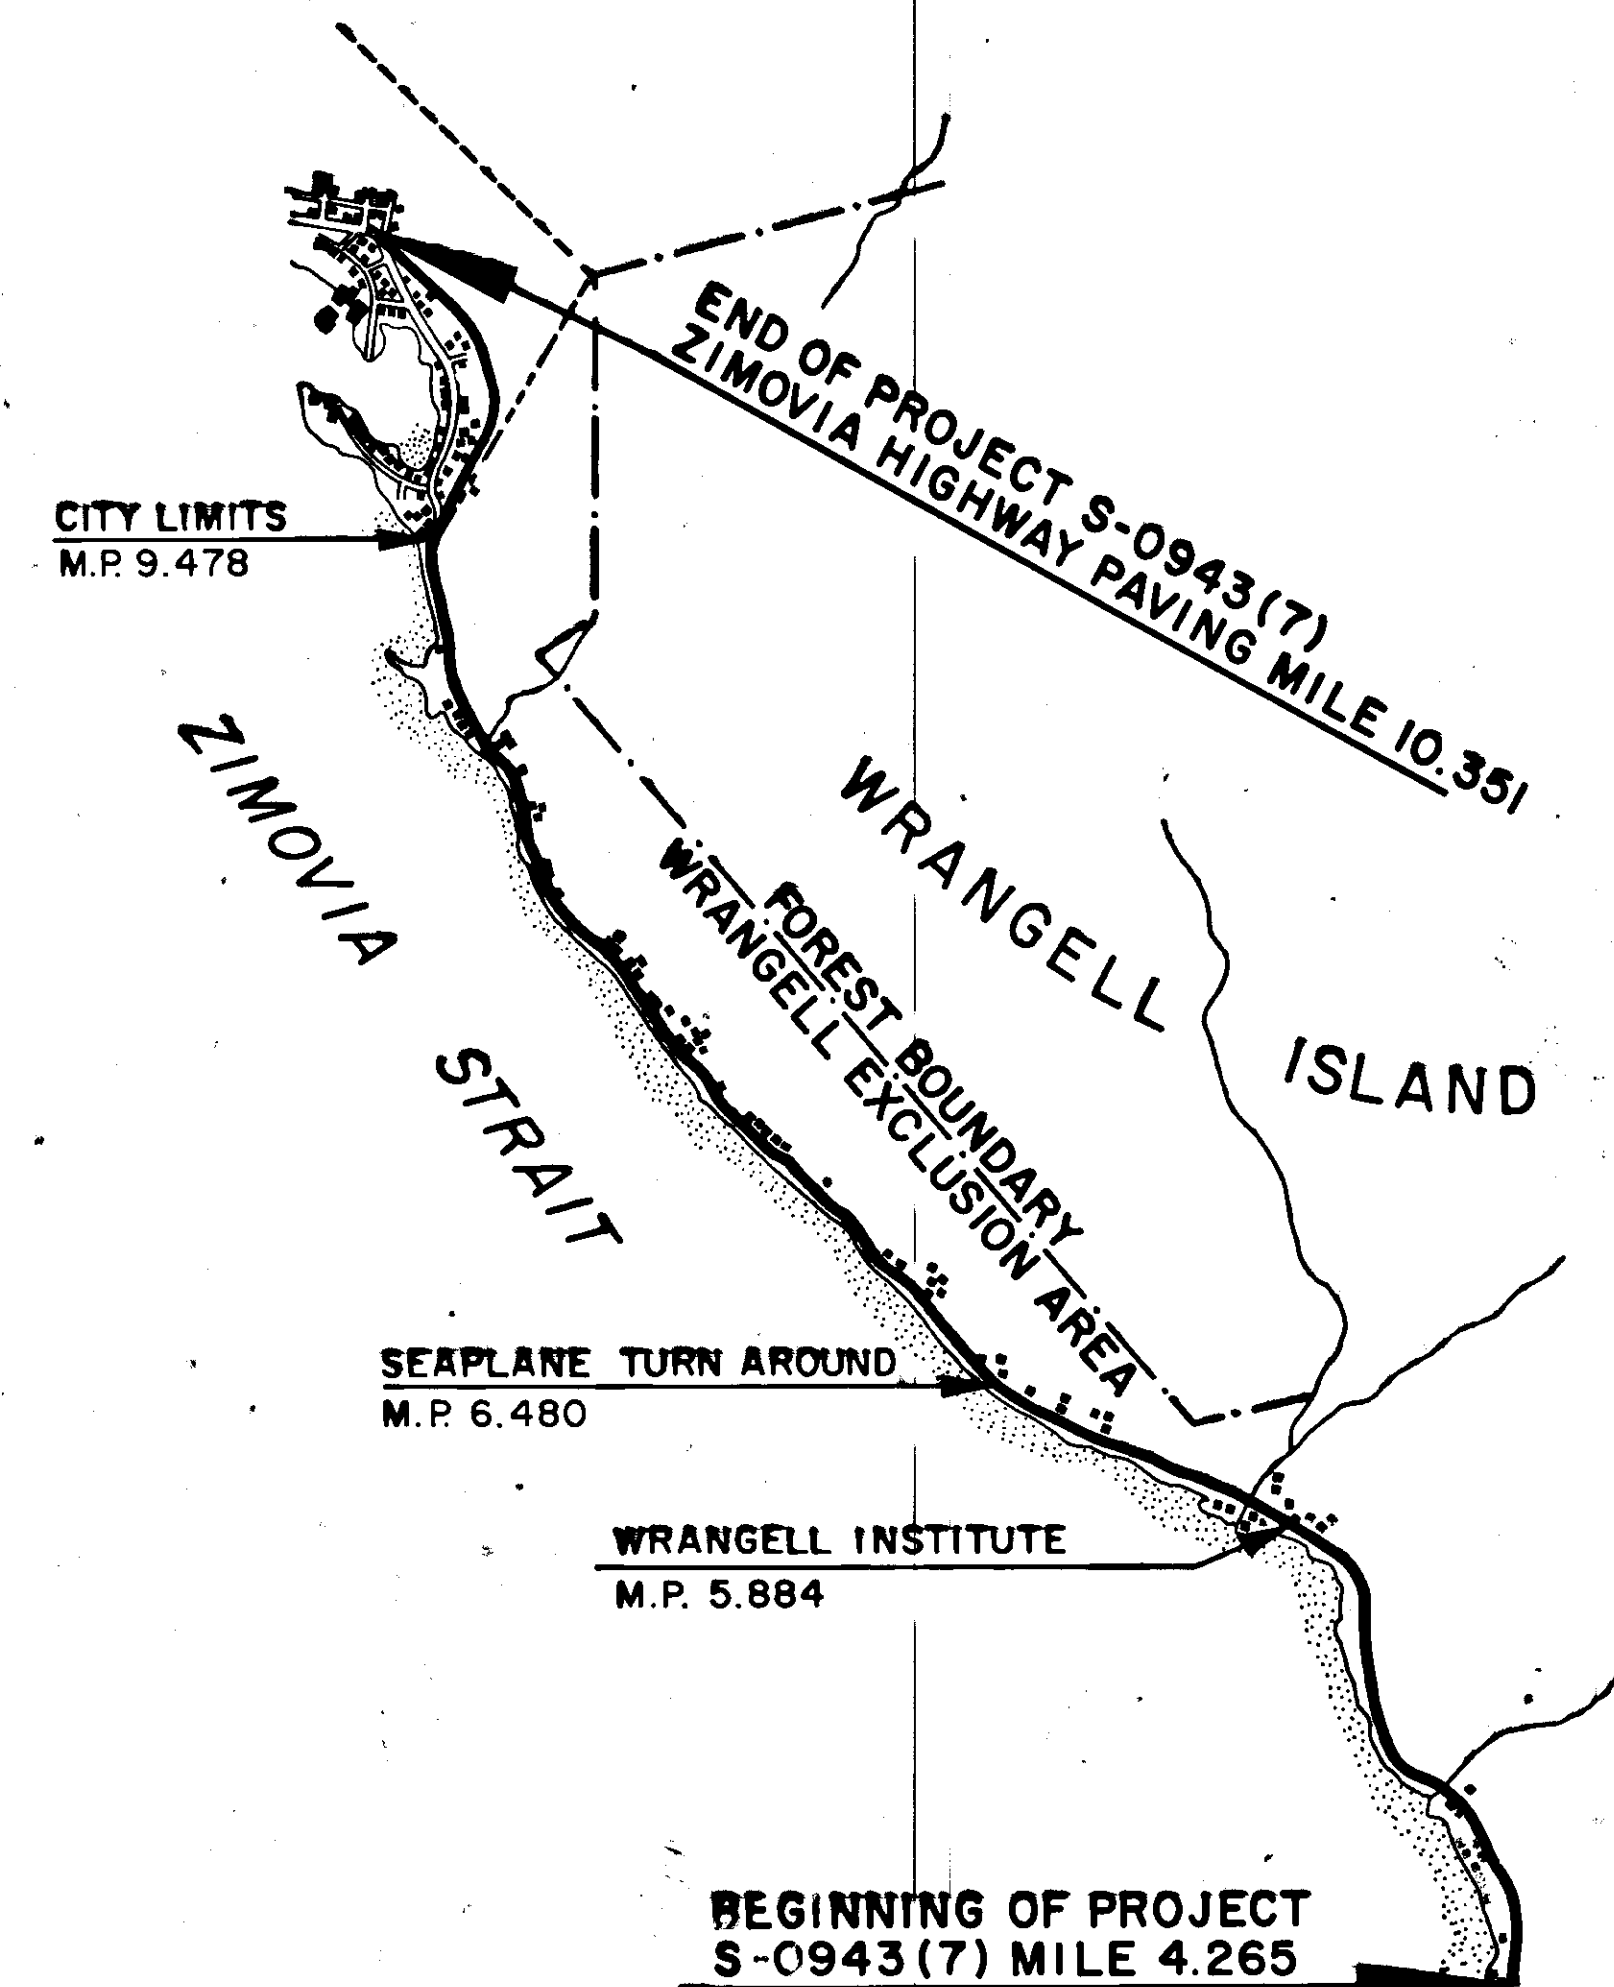 END OF PROJECT S-0943(7)
ZIMOVIA HIGHWAY PAVING MILE 10.351
CITY LIMITS
M.P. 9.478
ZIMOVIA STRAIT
WRANGELL ISLAND
FOREST BOUNDARY
WRANGELL EXCLUSION AREA
SEAPLANE TURN AROUND
M.P. 6.480
WRANGELL INSTITUTE
M.P. 5.884
BEGINNING OF PROJECT
S-0943(7) MILE 4.265